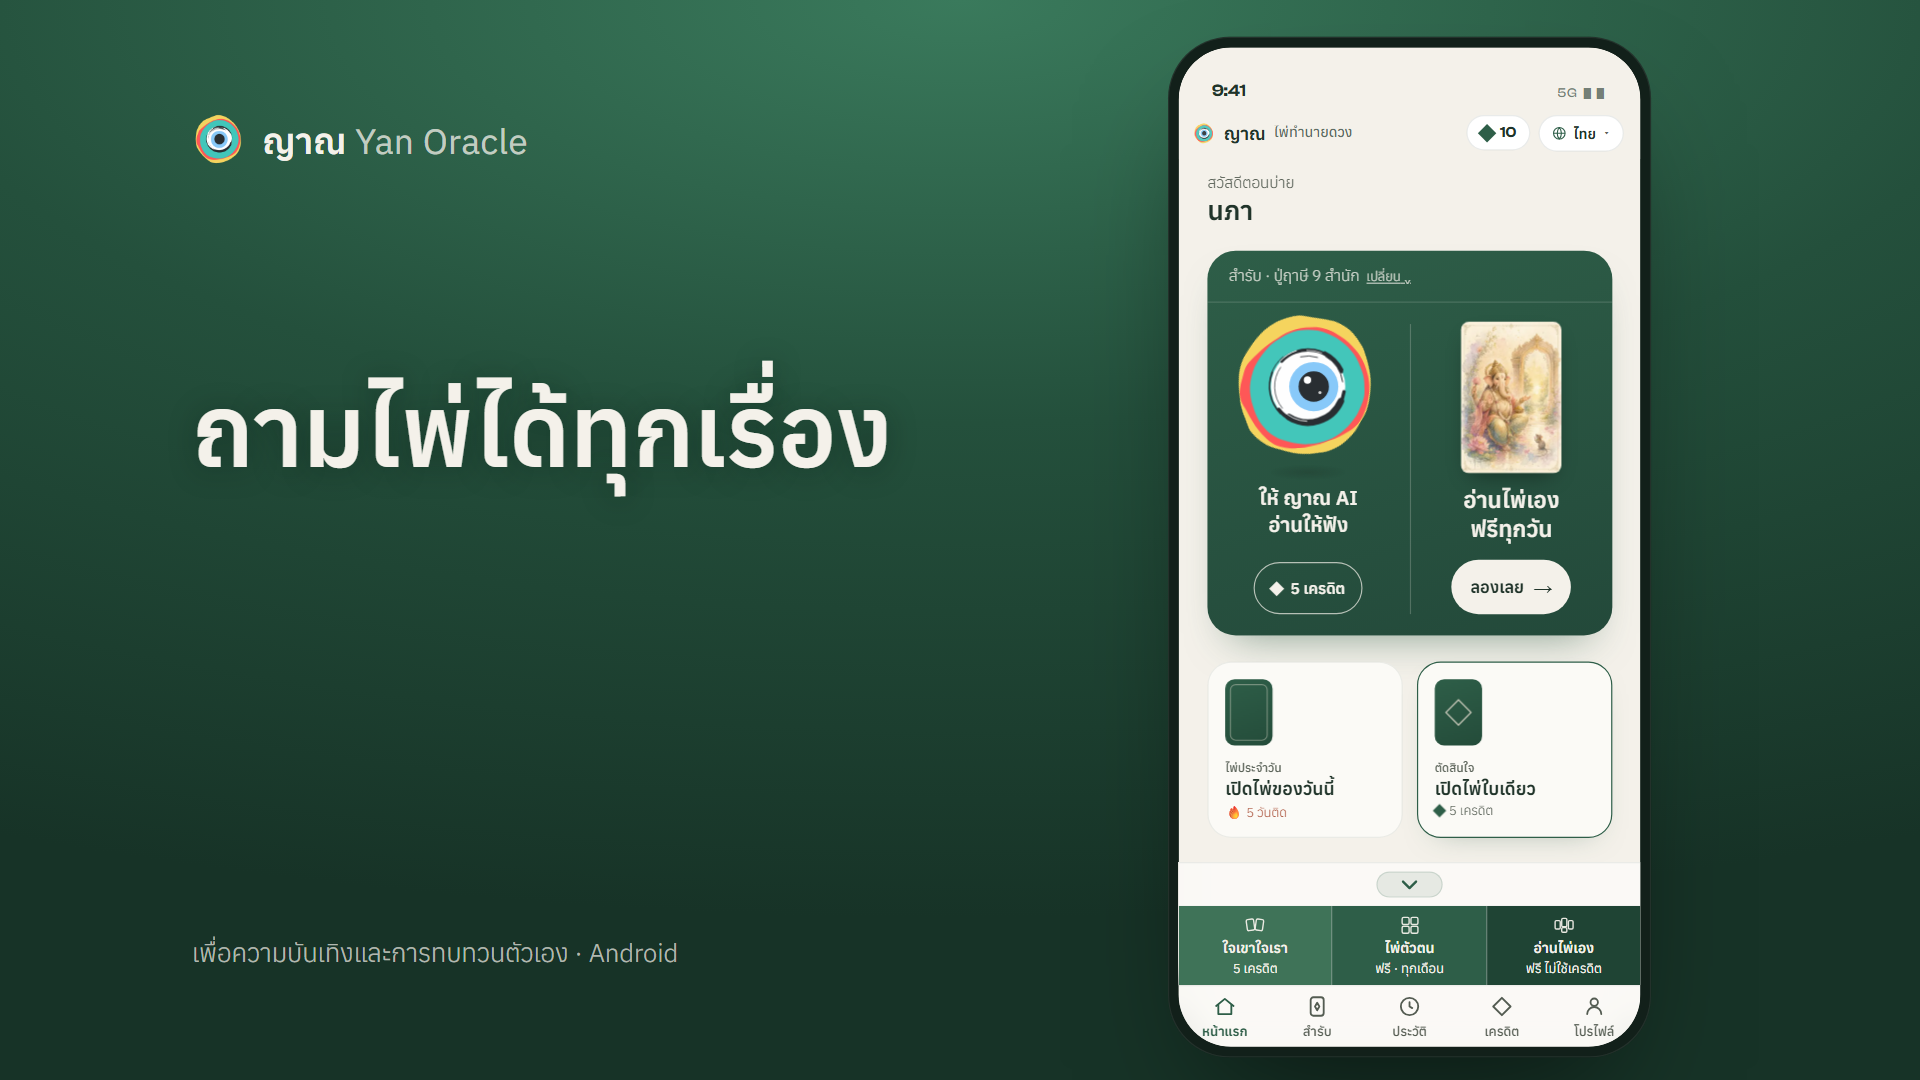 ญาณ Yan Oracle
ถามไพ่ได้ทุกเรื่อง
เพื่อความบันเทิงและการทบทวนตัวเอง · Android
9:41
5G
ญาณ ไพ่ทำนายดวง
10
ไทย
สวัสดีตอนบ่าย
นภา
สำรับ · ปู่ฤาษี 9 สำนัก เปลี่ยน
ให้ ญาณ AI
อ่านให้ฟัง
5 เครดิต
อ่านไพ่เอง
ฟรีทุกวัน
ลองเลย →
ไพ่ประจำวัน
เปิดไพ่ของวันนี้
5 วันติด
ตัดสินใจ
เปิดไพ่ใบเดียว
5 เครดิต
ใจเขาใจเรา
5 เครดิต
ไพ่ตัวตน
ฟรี · ทุกเดือน
อ่านไพ่เอง
ฟรี ไม่ใช้เครดิต
หน้าแรก
สำรับ
ประวัติ
เครดิต
โปรไฟล์